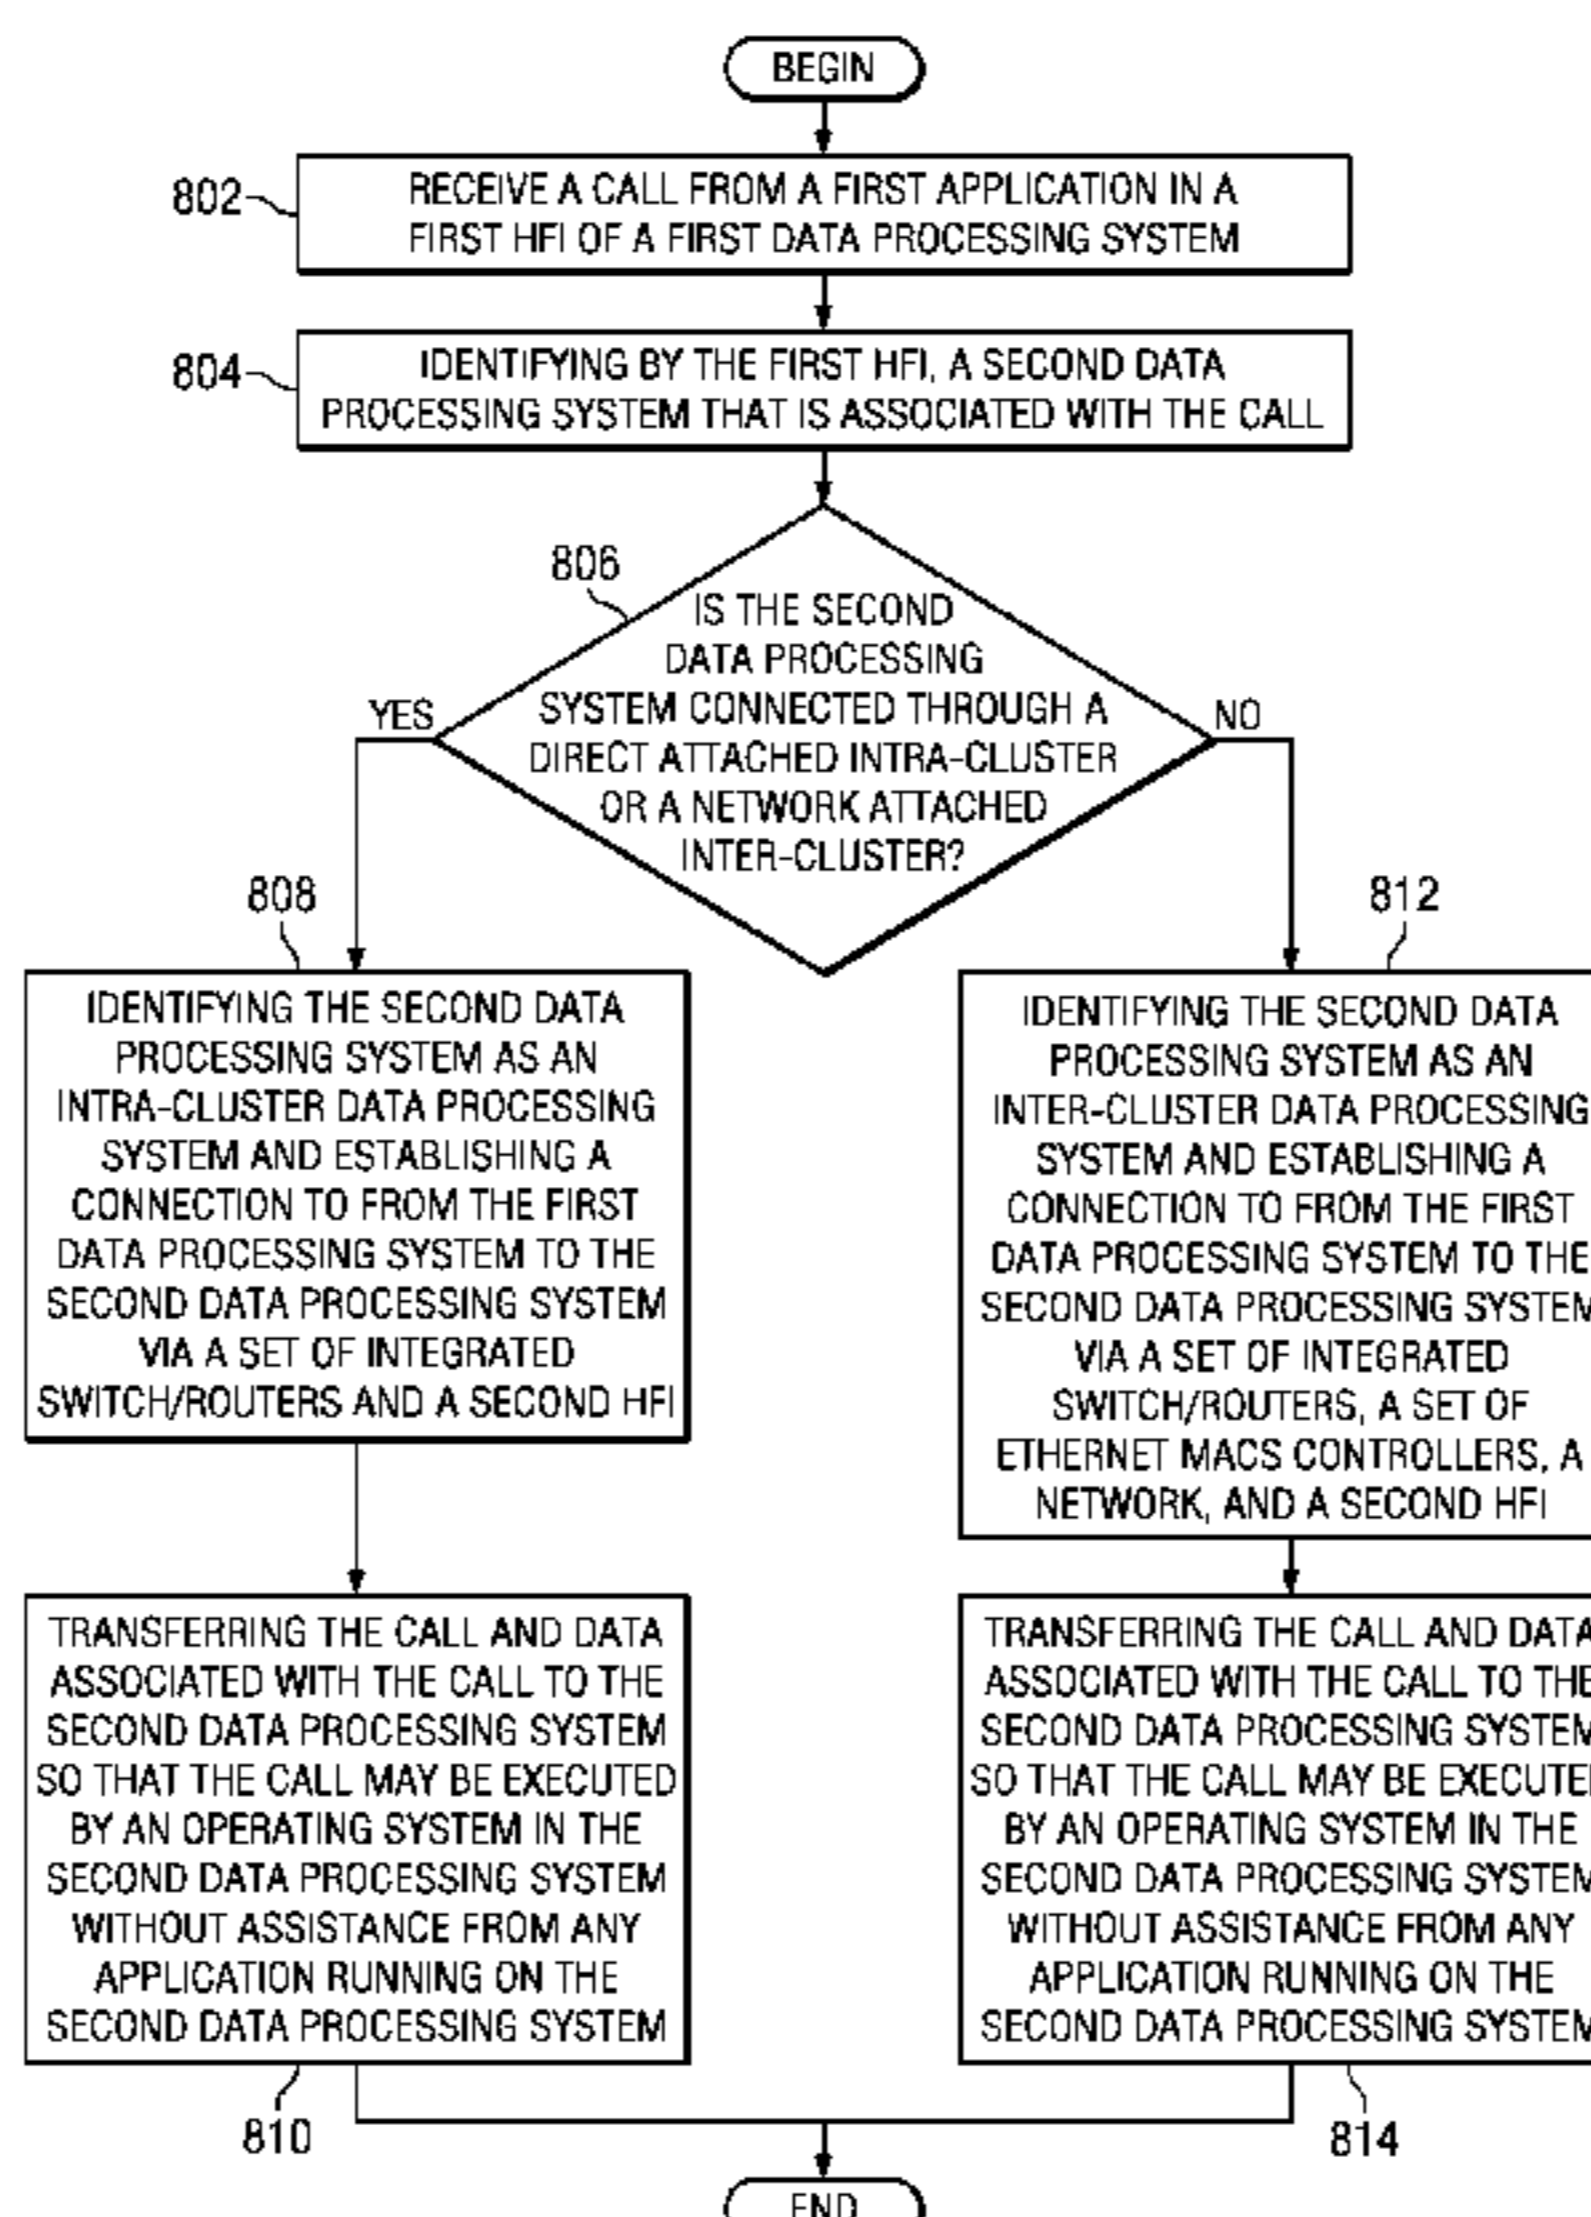 BEGIN
802
RECEIVE A CALL FROM A FIRST APPLICATION IN A
FIRST HFI OF A FIRST DATA PROCESSING SYSTEM
804
IDENTIFYING BY THE FIRST HFI, A SECOND DATA
PROCESSING SYSTEM THAT IS ASSOCIATED WITH THE CALL
806
IS THE SECOND
DATA PROCESSING
SYSTEM CONNECTED THROUGH A
DIRECT ATTACHED INTRA-CLUSTER
OR A NETWORK ATTACHED
INTER-CLUSTER?
YES
NO
808
IDENTIFYING THE SECOND DATA
PROCESSING SYSTEM AS AN
INTRA-CLUSTER DATA PROCESSING
SYSTEM AND ESTABLISHING A
CONNECTION TO FROM THE FIRST
DATA PROCESSING SYSTEM TO THE
SECOND DATA PROCESSING SYSTEM
VIA A SET OF INTEGRATED
SWITCH/ROUTERS AND A SECOND HFI
812
IDENTIFYING THE SECOND DATA
PROCESSING SYSTEM AS AN
INTER-CLUSTER DATA PROCESSING
SYSTEM AND ESTABLISHING A
CONNECTION TO FROM THE FIRST
DATA PROCESSING SYSTEM TO THE
SECOND DATA PROCESSING SYSTEM
VIA A SET OF INTEGRATED
SWITCH/ROUTERS, A SET OF
ETHERNET MACS CONTROLLERS, A
NETWORK, AND A SECOND HFI
TRANSFERRING THE CALL AND DATA
ASSOCIATED WITH THE CALL TO THE
SECOND DATA PROCESSING SYSTEM
SO THAT THE CALL MAY BE EXECUTED
BY AN OPERATING SYSTEM IN THE
SECOND DATA PROCESSING SYSTEM
WITHOUT ASSISTANCE FROM ANY
APPLICATION RUNNING ON THE
SECOND DATA PROCESSING SYSTEM
810
TRANSFERRING THE CALL AND DATA
ASSOCIATED WITH THE CALL TO THE
SECOND DATA PROCESSING SYSTEM
SO THAT THE CALL MAY BE EXECUTED
BY AN OPERATING SYSTEM IN THE
SECOND DATA PROCESSING SYSTEM
WITHOUT ASSISTANCE FROM ANY
APPLICATION RUNNING ON THE
SECOND DATA PROCESSING SYSTEM
814
END